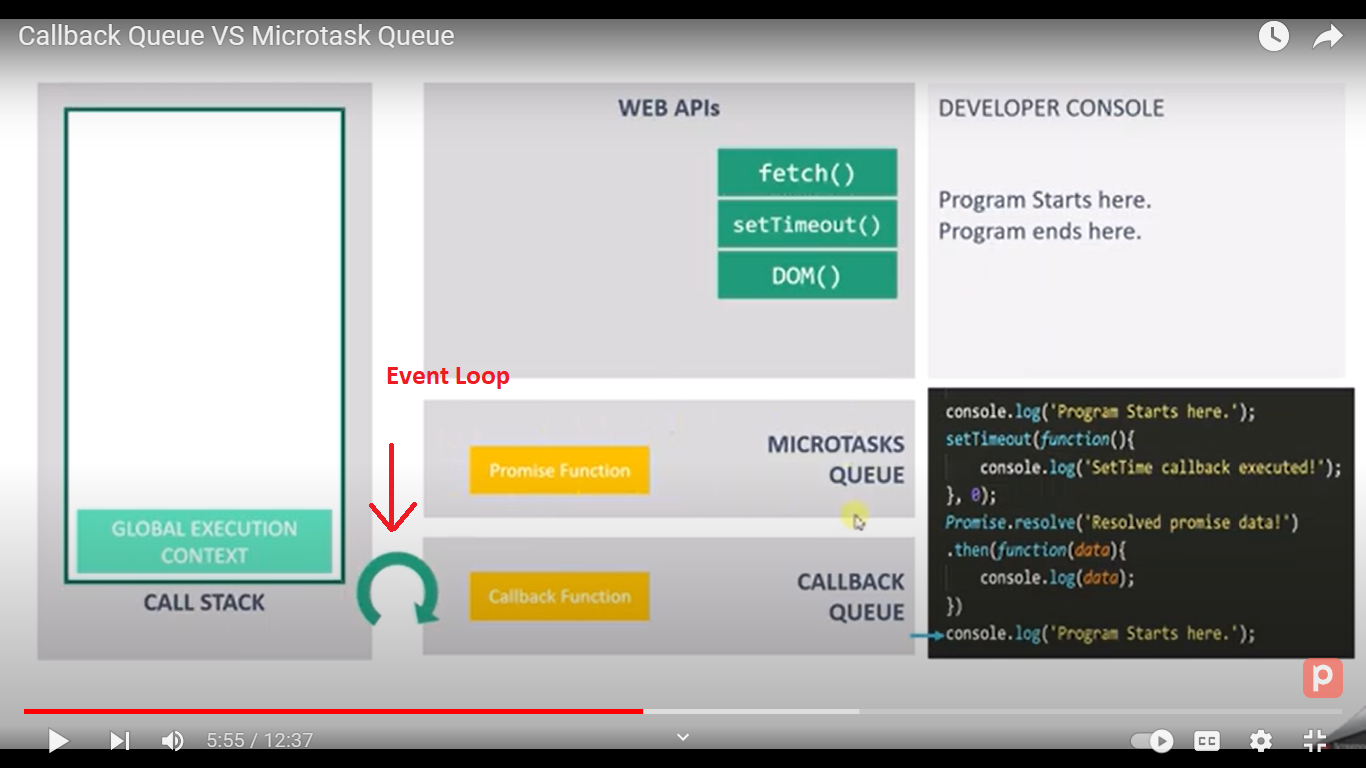 Callback Queue VS Microtask Queue
WEB APIs
fetch()
setTimeout()
DOM()
DEVELOPER CONSOLE
Program Starts here.
Program ends here.
Event Loop
GLOBAL EXECUTION
CONTEXT
CALL STACK
Promise Function
MICROTASKS
QUEUE
Callback Function
CALLBACK
QUEUE
console.log('Program Starts here.');
setTimeout(function(){
console.log('SetTime callback executed!');
}, 0);
Promise.resolve('Resolved promise data!')
.then(function(data){
console.log(data);
})
console.log('Program Starts here.');
p
5:55 / 12:37
CC